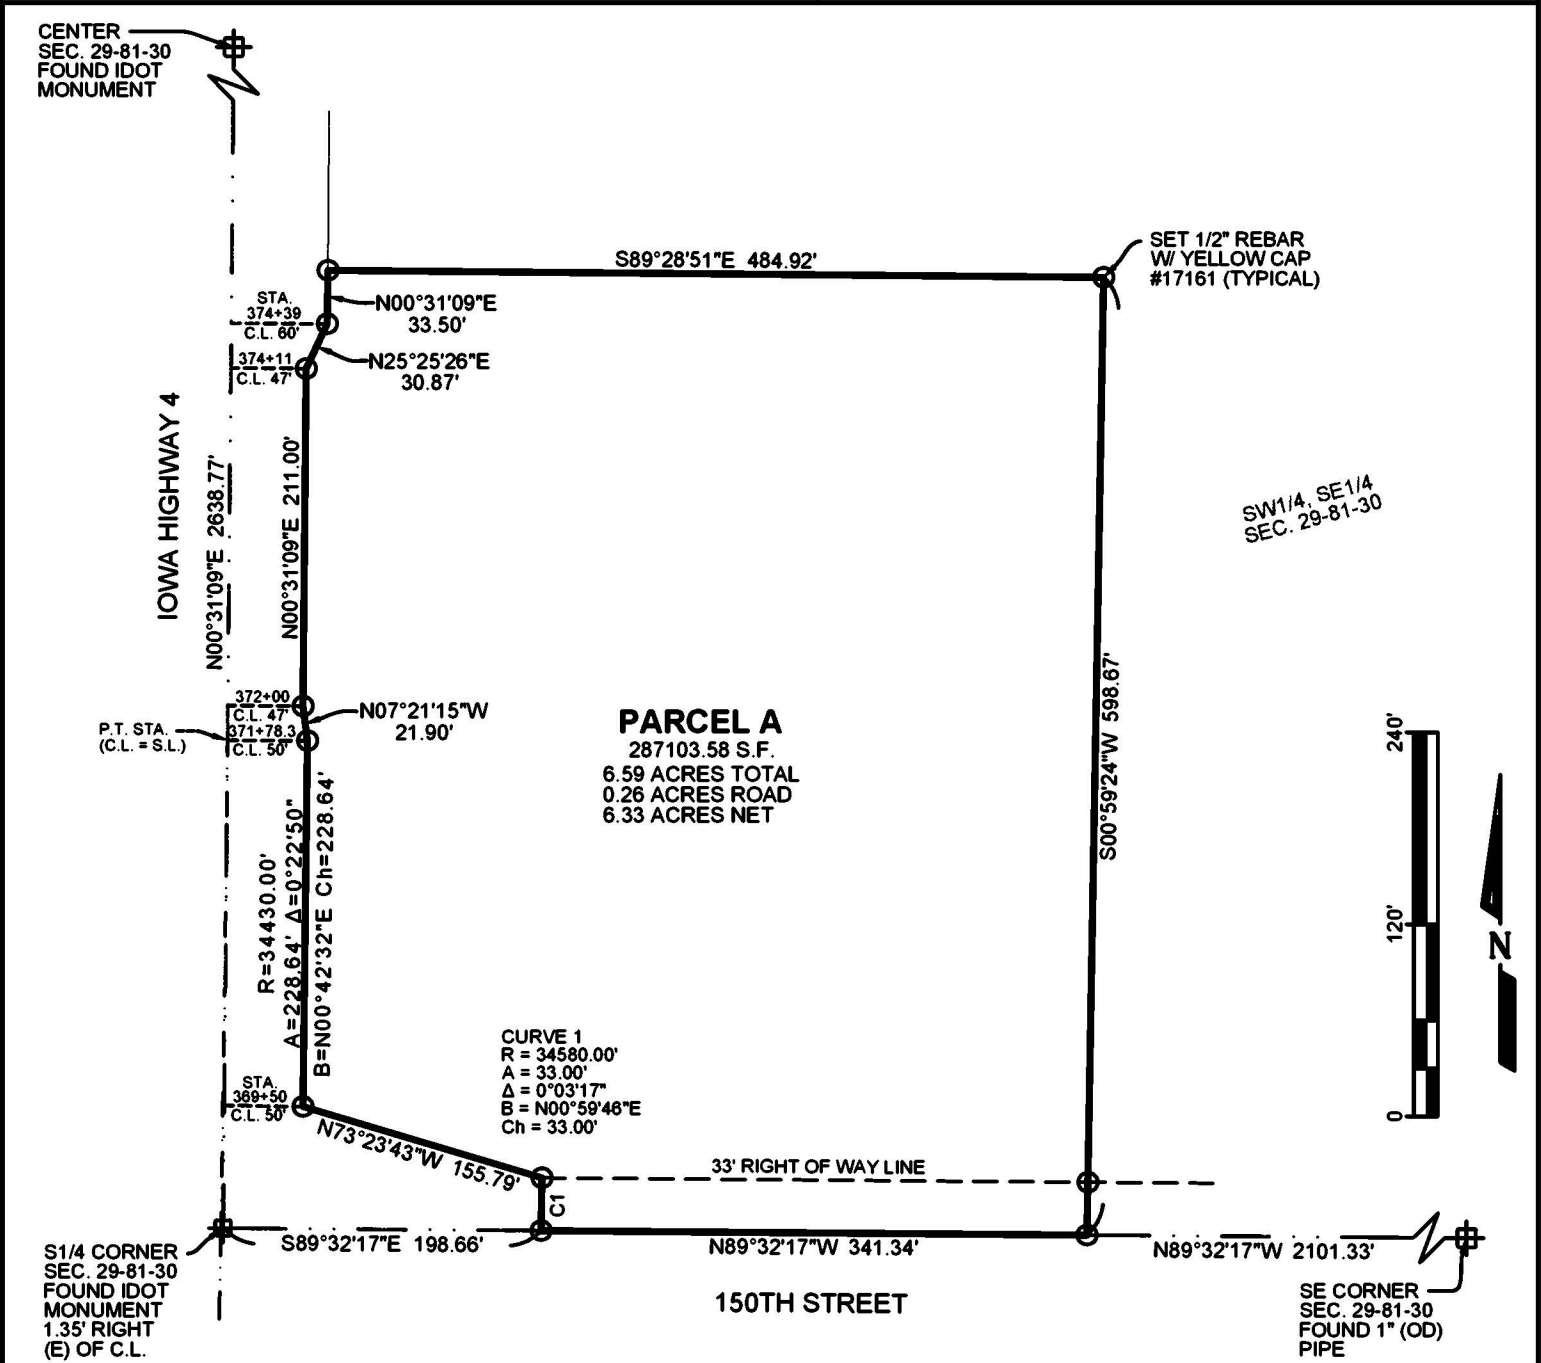 CENTER
SEC. 29-81-30
FOUND IDOT
MONUMENT
S89°28'51"E 484.92'
SET 1/2" REBAR
W/ YELLOW CAP
#17161 (TYPICAL)
STA.
374+39
C.L. 60'
N00°31'09"E
33.50'
374+11
C.L. 47'
N25°25'26"E
30.87'
IOWA HIGHWAY 4
N00°31'09"E 2638.77'
N00°31'09"E 211.00'
SW1/4, SE1/4
SEC. 29-81-30
372+00
C.L. 47'
N07°21'15"W
21.90'
P.T. STA.
(C.L. = S.L.)
371+78.3
C.L. 50'
PARCEL A
287103.58 S.F.
6.59 ACRES TOTAL
0.26 ACRES ROAD
6.33 ACRES NET
S00°59'24"W 598.67'
240'
120'
0
N
R=34430.00'
A=228.64' Δ=0°22'50"
B=N00°42'32"E Ch=228.64'
CURVE 1
R = 34580.00'
A = 33.00'
Δ = 0°03'17"
B = N00°59'46"E
Ch = 33.00'
STA.
369+50
C.L. 50'
N73°23'43"W 155.79'
33' RIGHT OF WAY LINE
C1
S89°32'17"E 198.66'
N89°32'17"W 341.34'
N89°32'17"W 2101.33'
S1/4 CORNER
SEC. 29-81-30
FOUND IDOT
MONUMENT
1.35' RIGHT
(E) OF C.L.
150TH STREET
SE CORNER
SEC. 29-81-30
FOUND 1" (OD)
PIPE